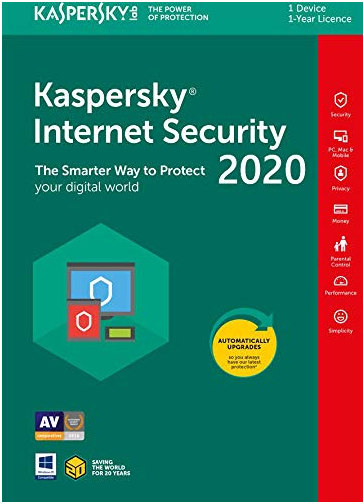 KASPERSKY lab
THE POWER
OF PROTECTION
1 Device
1-Year Licence
Kaspersky®
Internet Security
2020
The Smarter Way to Protect
your digital world
Security
PC, Mac &
Mobile
Privacy
Money
Parental
Control
Performance
Simplicity
AUTOMATICALLY
UPGRADES
so you always
have our latest
protection*
AV
comparatives
SAVING
THE WORLD
FOR 20 YEARS